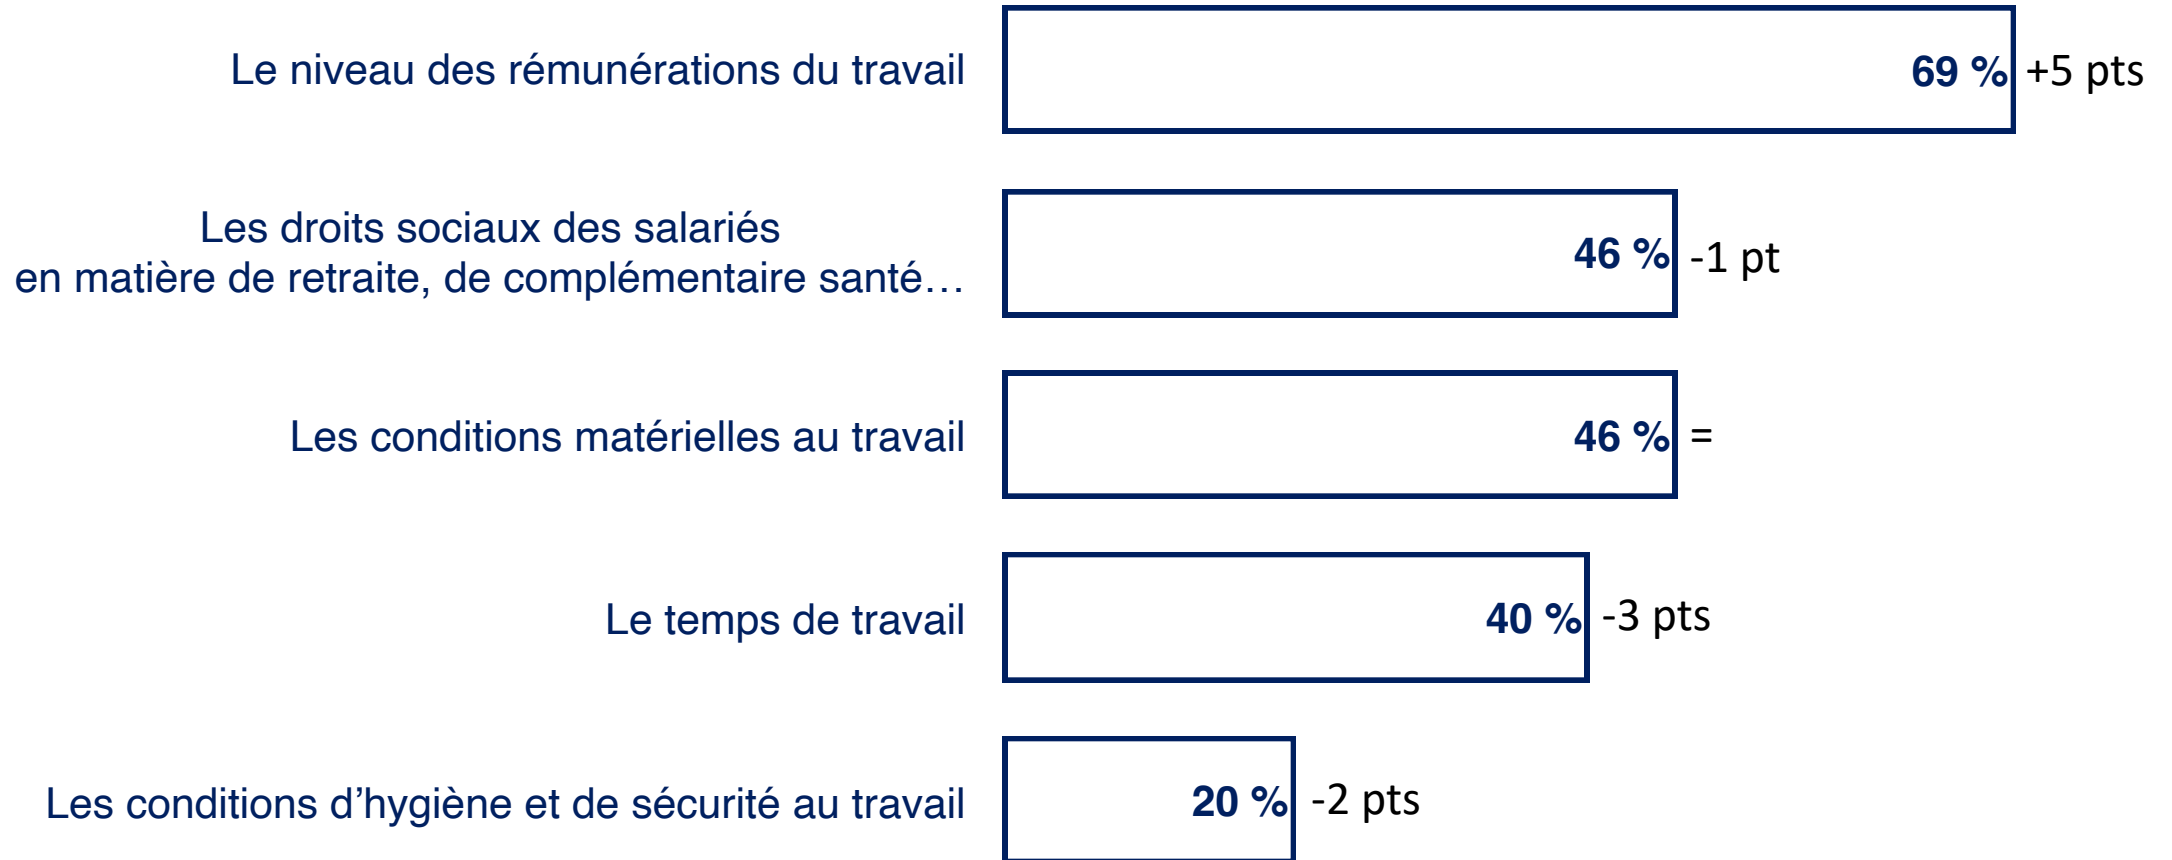 Le niveau des rémunérations du travail
69 % +5 pts
Les droits sociaux des salariés
en matière de retraite, de complémentaire santé…
46 % -1 pt
Les conditions matérielles au travail
46 % =
Le temps de travail
40 % -3 pts
Les conditions d’hygiène et de sécurité au travail
20 % -2 pts